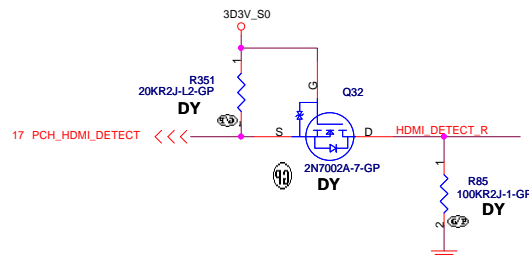 3D3V_S0
1
R351
20KR2J-L2-GP
DY
G
Q32
17 PCH_HDMI_DETECT
S
D
HDMI_DETECT_R
2N7002A-7-GP
DY
GP
1
R85
100KR2J-1-GP
DY
2
G/P